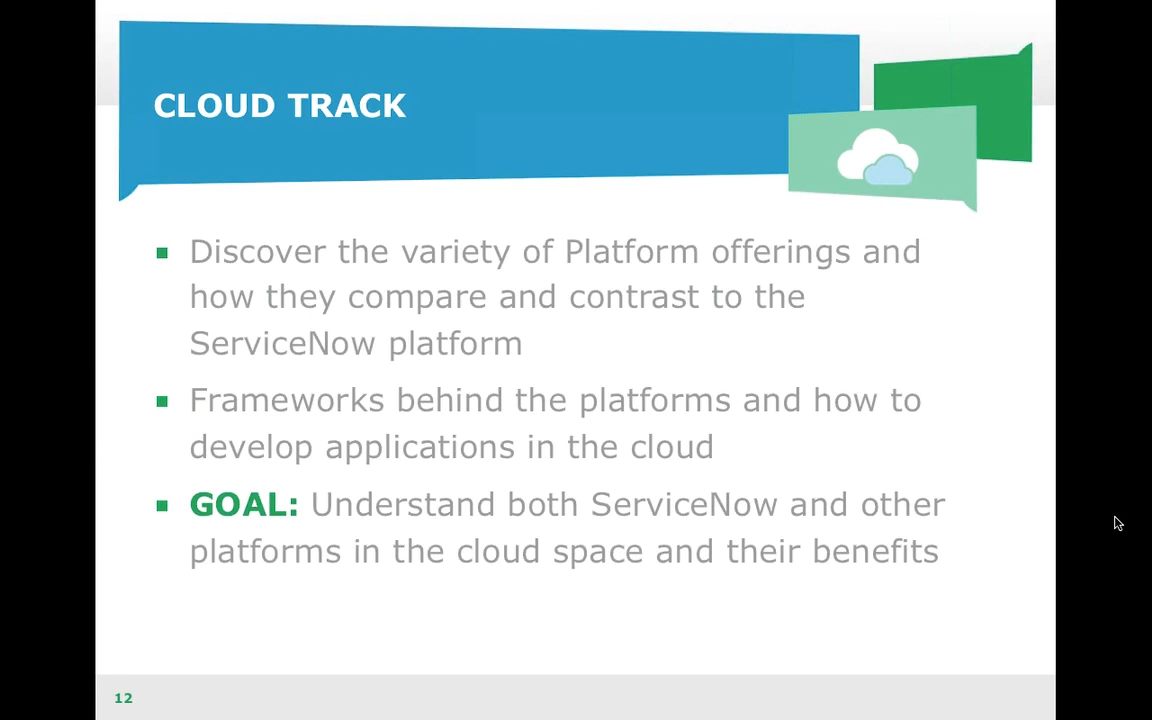 CLOUD TRACK
Discover the variety of Platform offerings and
how they compare and contrast to the
ServiceNow platform
Frameworks behind the platforms and how to
develop applications in the cloud
GOAL: Understand both ServiceNow and other
platforms in the cloud space and their benefits
12